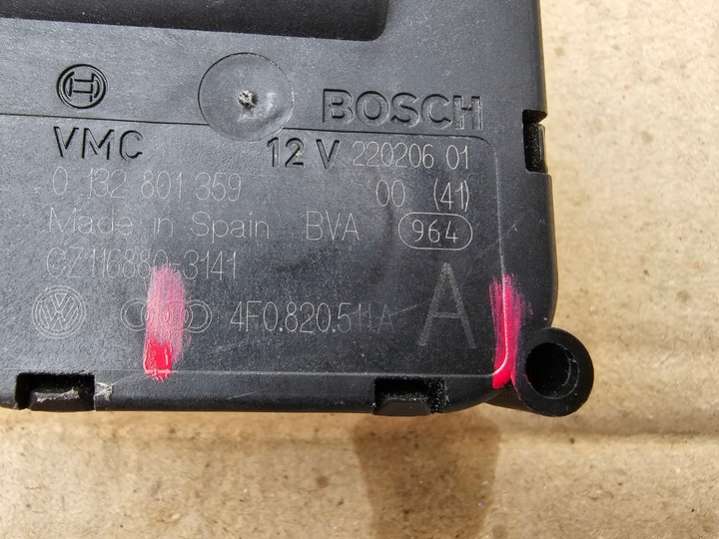 BOSCH
VMC 12 V 220206 01
0 132 801 359 00 (41)
Made in Spain BVA 964
CZ116880-3141
VW 4F0.820.511A A